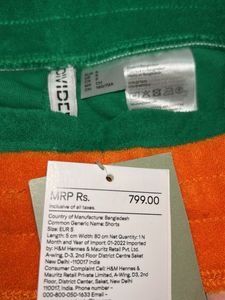 DIVIDED
MRP Rs. 799.00
Inclusive of all taxes.
Country of Manufacture: Bangladesh
Common Generic Name: Shorts
Size: EUR S
Length: 5 cm Width: 80 cm Net Quantity: 1N
Month and Year of Import: 01-2022 Imported
by: H&M Hennes & Mauritz Retail Pvt. Ltd.
A-wing, D-3, 2nd Floor, District Center Saket
New Delhi
-110017 India
Consumer Complaint Cell: H&M Hennes &
Mauritz Retail Private Limited, A-Wing, D3,
2nd Floor, District Center, Saket
New Delhi-110017
India. Phone number -
000-800-050-1633 Email -